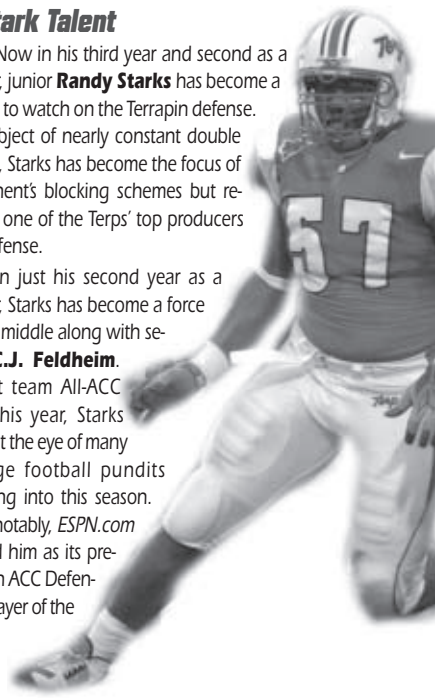 tark Talent
Now in his third year and second as a
, junior Randy Starks has become a
to watch on the Terrapin defense.
bject of nearly constant double
, Starks has become the focus of
ment's blocking schemes but re-
one of the Terps' top producers
fense.
n just his second year as a
, Starks has become a force
middle along with se-
C.J. Feldheim.
t team All-ACC
his year, Starks
t the eye of many
ge football pundits
ng into this season.
notably, ESPN.com
d him as its pre-
n ACC Defen-
ayer of the
57